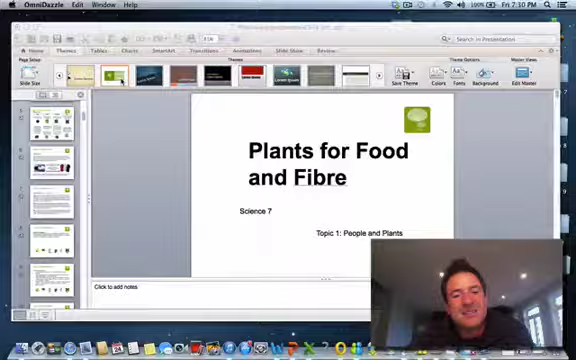 OmniDazzle Edit Window
100% Fri 7:30 PM
Search in Presentation
Home Themes Tables Charts SmartArt Transitions Animations Slide Show Review
Page Setup Themes Theme Options Master Views
Slide Size Save Theme Colors Fonts Background Edit Master
Plants for Food
and Fibre
Science 7
Topic 1: People and Plants
Click to add notes